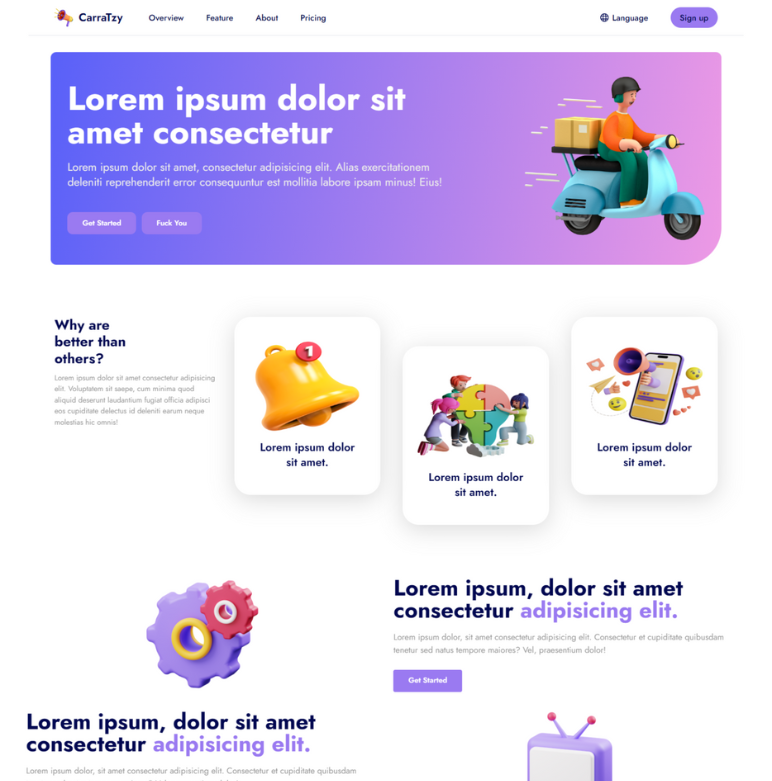 CarraTzy
Overview
Feature
About
Pricing
Language
Sign up
Lorem ipsum dolor sit
amet consectetur
Lorem ipsum dolor sit amet, consectetur adipisicing elit. Alias exercitationem
deleniti reprehenderit error consequuntur est mollitia labore ipsam minus! Eius!
Get Started
Fuck You
Why are
better than
others?
Lorem ipsum dolor sit amet consectetur adipisicing
elit. Voluptatem sit saepe, cum minima quod
aliquid deserunt laudantium fugiat officia adipisci
eos cupiditate delectus id deleniti earum neque
molestias hic omnis!
1
Lorem ipsum dolor
sit amet.
Lorem ipsum dolor
sit amet.
Lorem ipsum dolor
sit amet.
Lorem ipsum, dolor sit amet
consectetur adipisicing elit.
Lorem ipsum dolor, sit amet consectetur adipisicing elit. Consectetur et cupiditate quibusdam
tenetur sed natus tempore maiores? Vel, praesentium dolor!
Get Started
Lorem ipsum, dolor sit amet
consectetur adipisicing elit.
Lorem ipsum dolor, sit amet consectetur adipisicing elit. Consectetur et cupiditate quibusdam